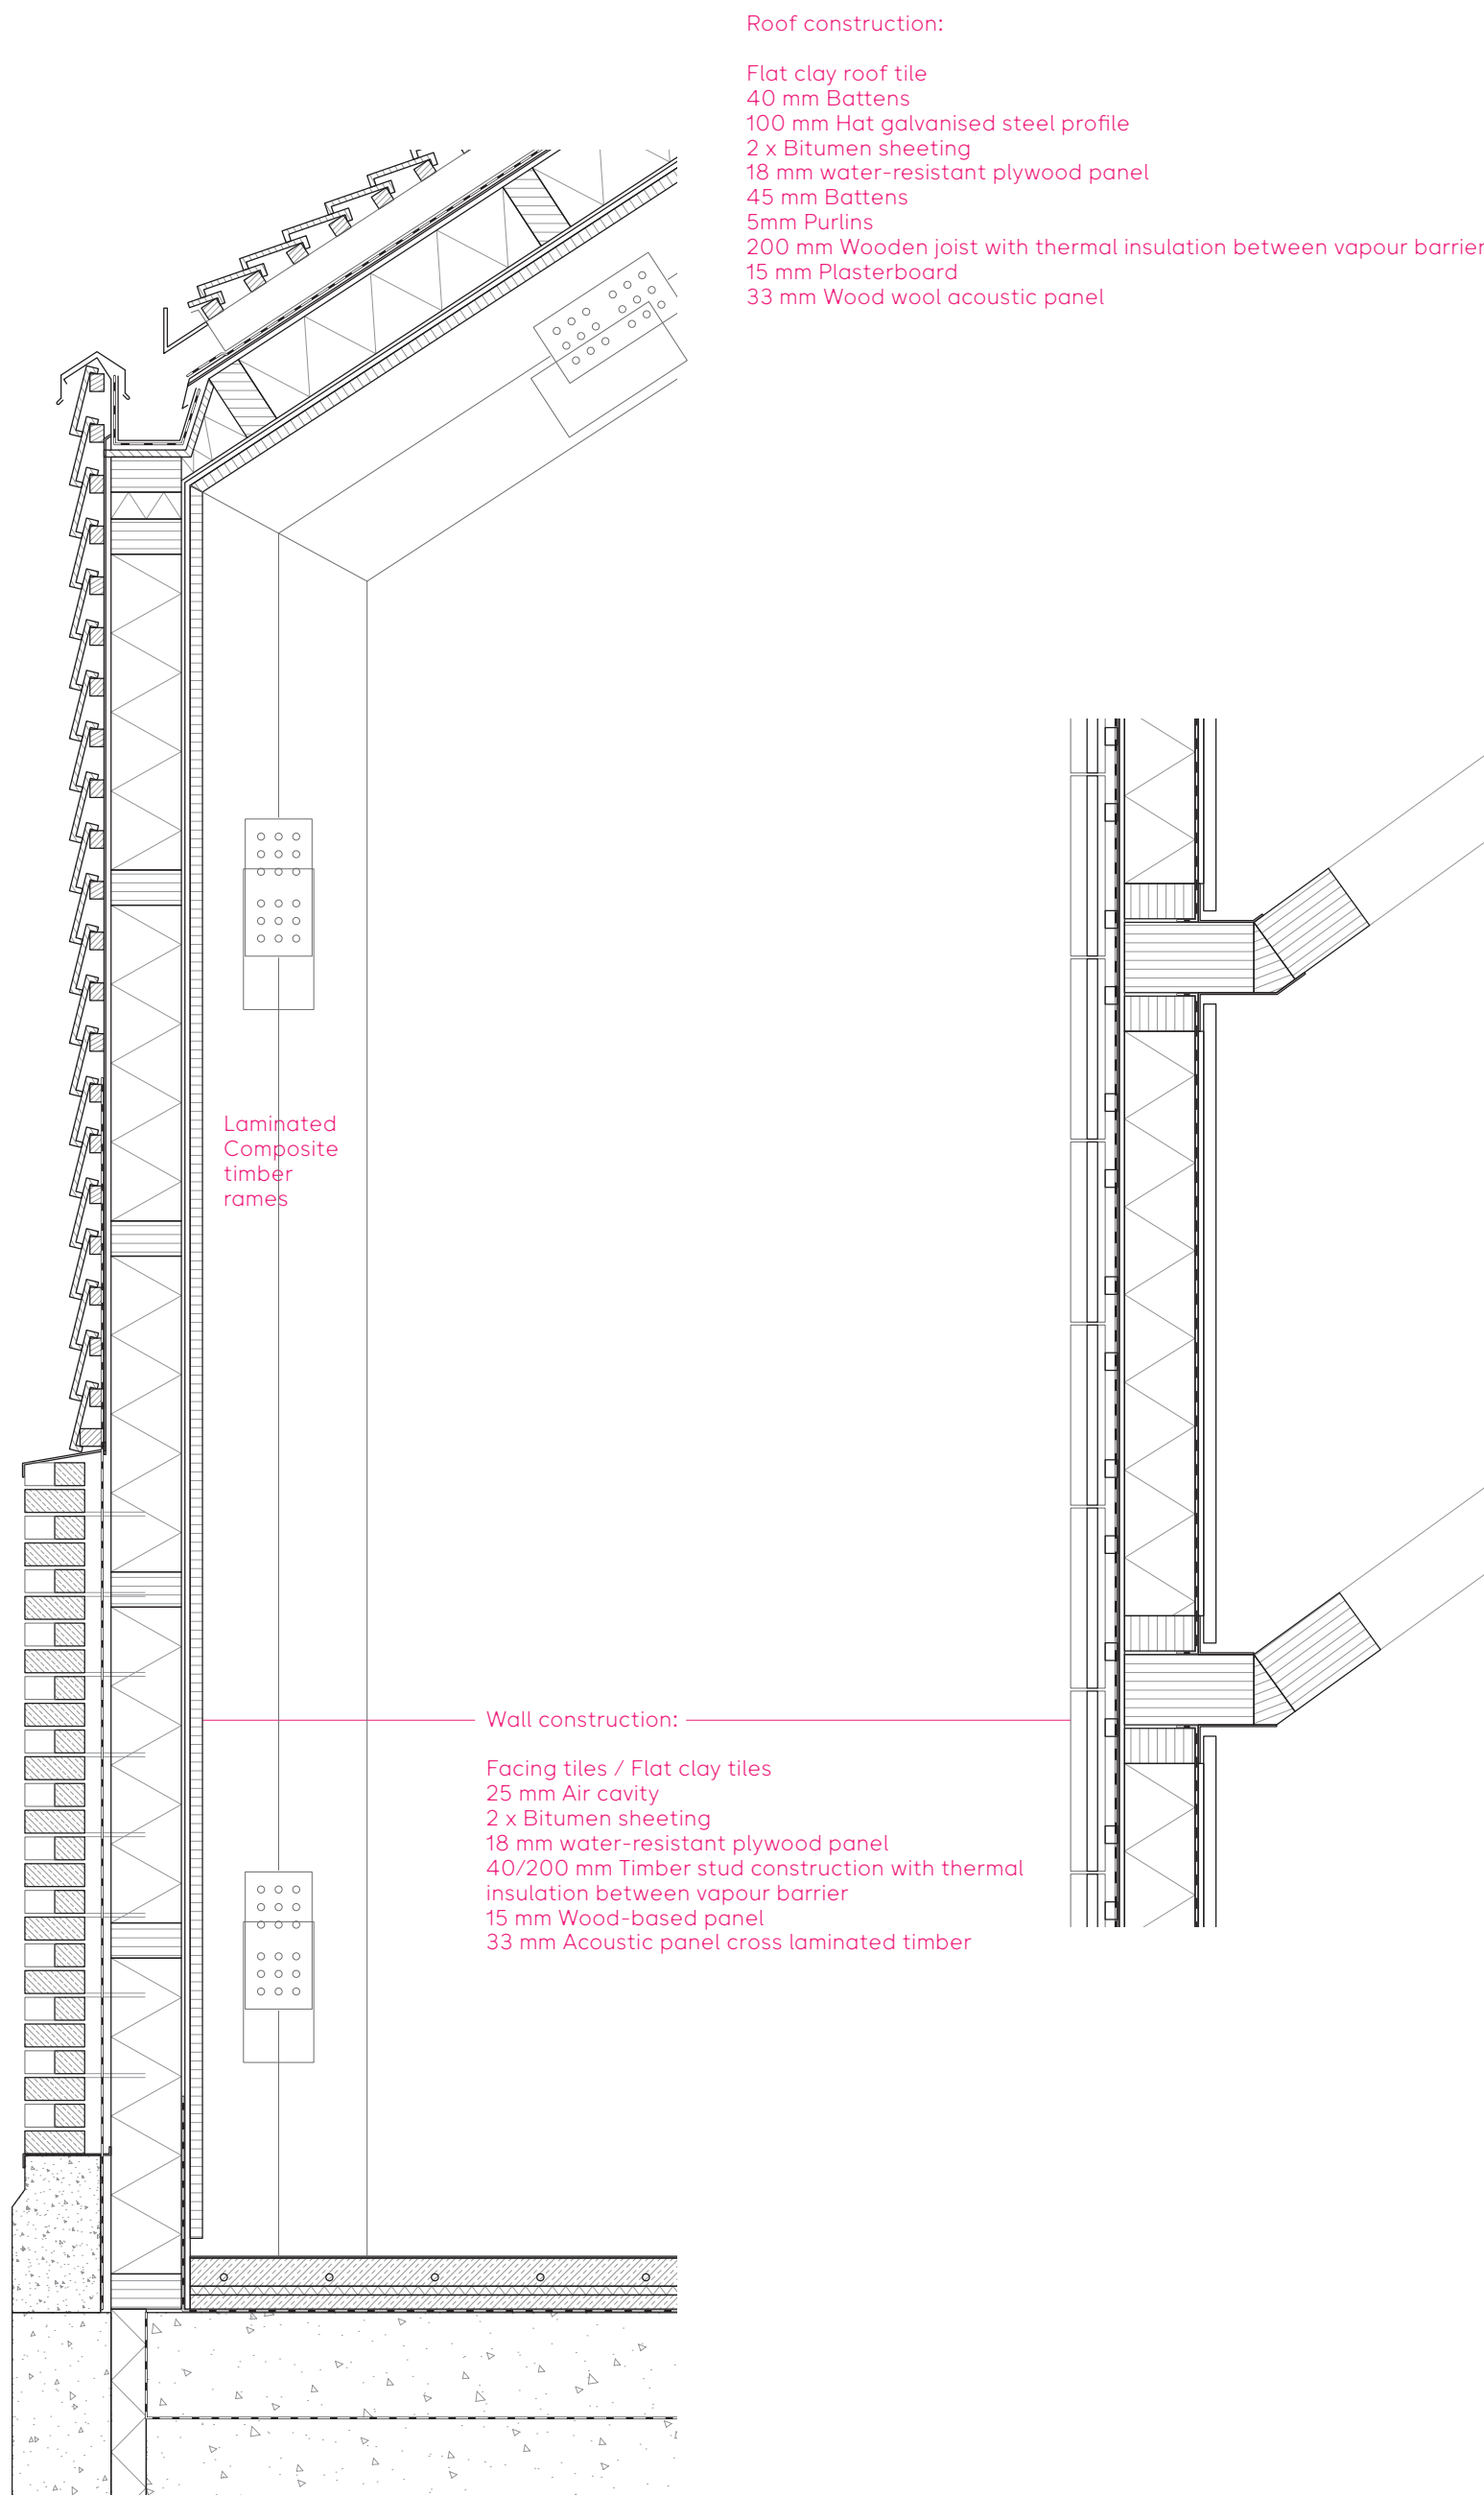 Roof construction:
Flat clay roof tile
40 mm Battens
100 mm Hat galvanised steel profile
2 x Bitumen sheeting
18 mm water-resistant plywood panel
45 mm Battens
5mm Purlins
200 mm Wooden joist with thermal insulation between vapour barrier
15 mm Plasterboard
33 mm Wood wool acoustic panel
Laminated
Composite
timber
rames
Wall construction:
Facing tiles / Flat clay tiles
25 mm Air cavity
2 x Bitumen sheeting
18 mm water-resistant plywood panel
40/200 mm Timber stud construction with thermal
insulation between vapour barrier
15 mm Wood-based panel
33 mm Acoustic panel cross laminated timber